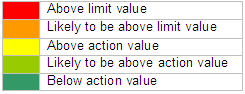 Above limit value
Likely to be above limit value
Above action value
Likely to be above action value
Below action value